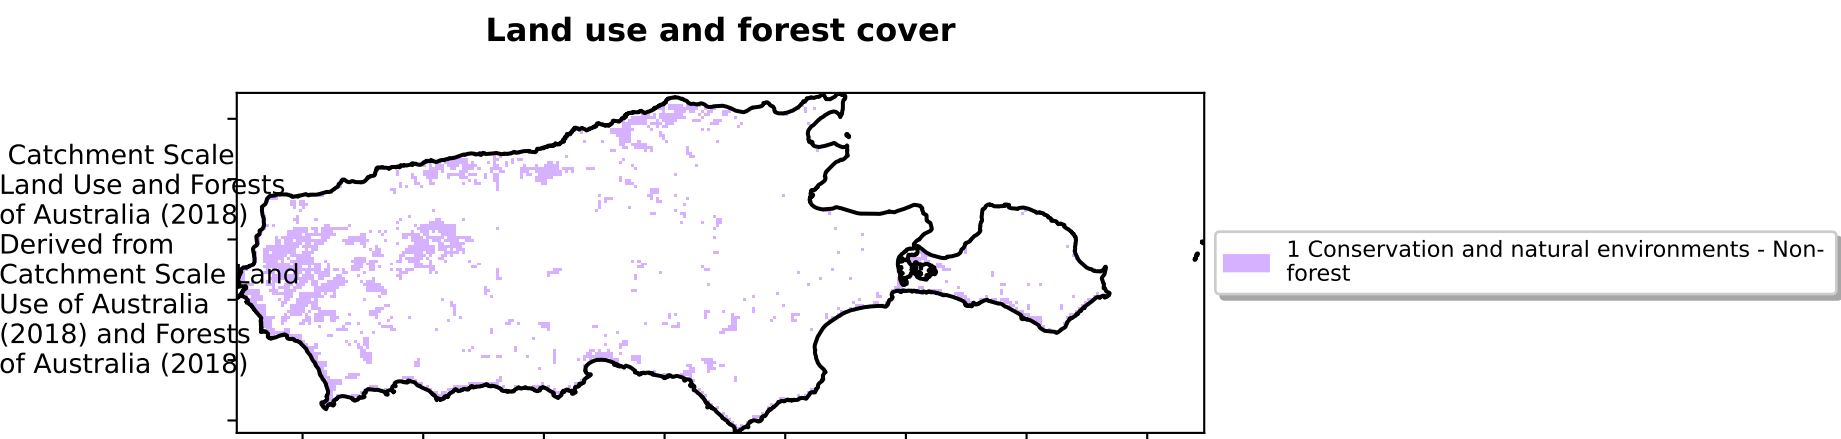 Land use and forest cover
Catchment Scale
Land Use and Forests
of Australia (2018)
Derived from
Catchment Scale Land
Use of Australia
(2018) and Forests
of Australia (2018)
1 Conservation and natural environments - Non-
forest